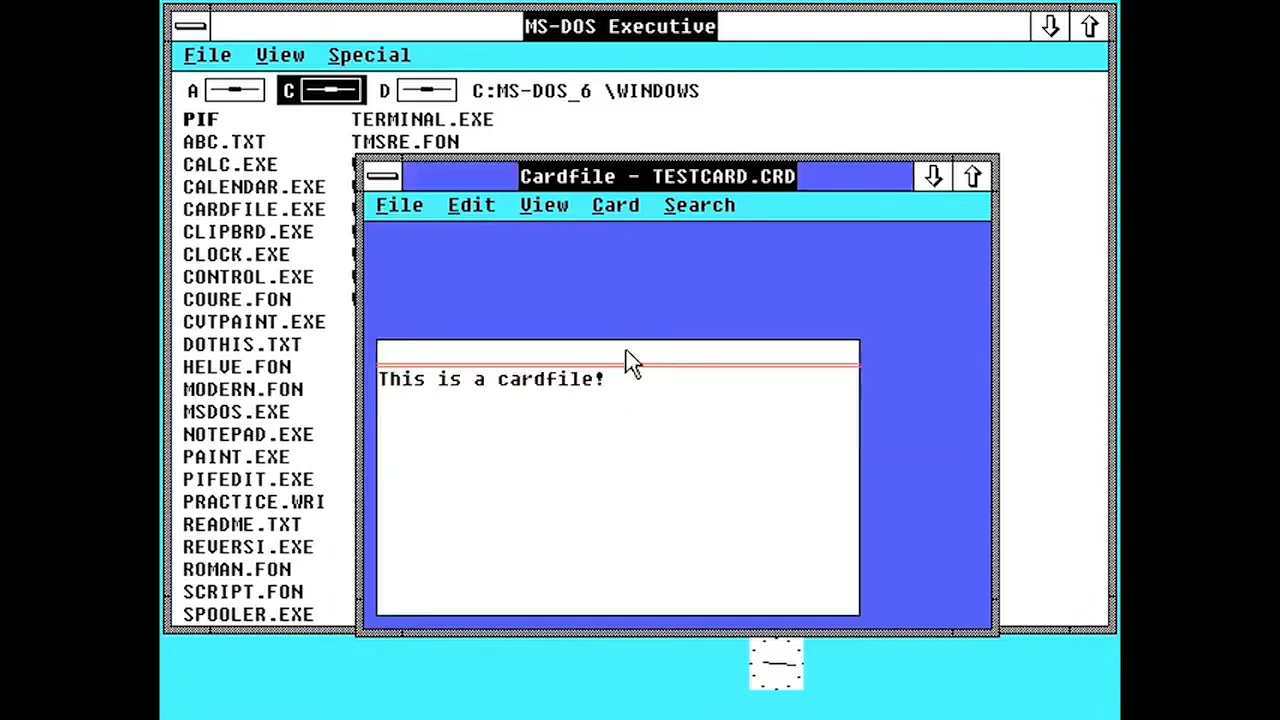 MS-DOS Executive
File View Special
A C D C:MS-DOS_6 \WINDOWS
PIF TERMINAL.EXE
ABC.TXT TMSRE.FON
CALC.EXE
CALENDAR.EXE
CARDFILE.EXE
CLIPBRD.EXE
CLOCK.EXE
CONTROL.EXE
COURE.FON
CVTPAINT.EXE
DOTHIS.TXT
HELVE.FON
MODERN.FON
MSDOS.EXE
NOTEPAD.EXE
PAINT.EXE
PIFEDIT.EXE
PRACTICE.WRI
README.TXT
REVERSI.EXE
ROMAN.FON
SCRIPT.FON
SPOOLER.EXE
Cardfile - TESTCARD.CRD
File Edit View Card Search
This is a cardfile!